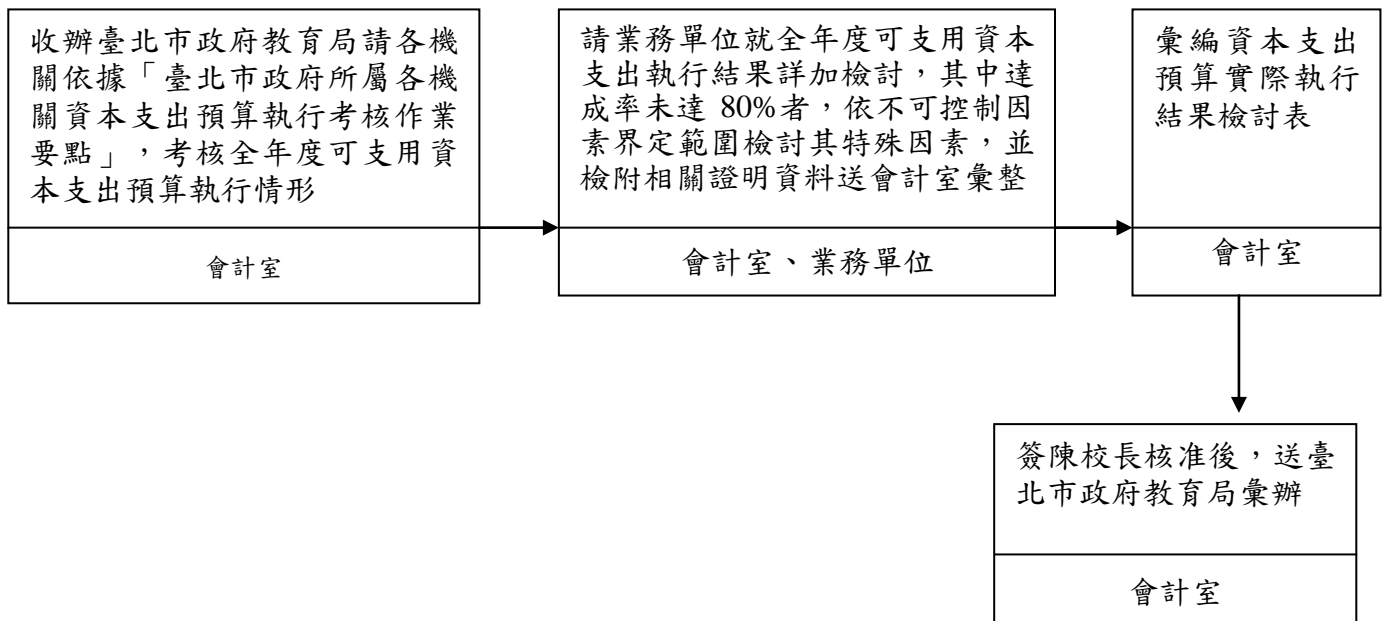 收辦臺北市政府教育局請各機
關依據「臺北市政府所屬各機
關資本支出預算執行考核作業
要點」，考核全年度可支用資
本支出預算執行情形
會計室
請業務單位就全年度可支用資本
支出執行結果詳加檢討，其中達
成率未達 80%者，依不可控制因
素界定範圍檢討其特殊因素，並
檢附相關證明資料送會計室彙整
會計室、業務單位
彙編資本支出
預算實際執行
結果檢討表
會計室
簽陳校長核准後，送臺
北市政府教育局彙辦
會計室